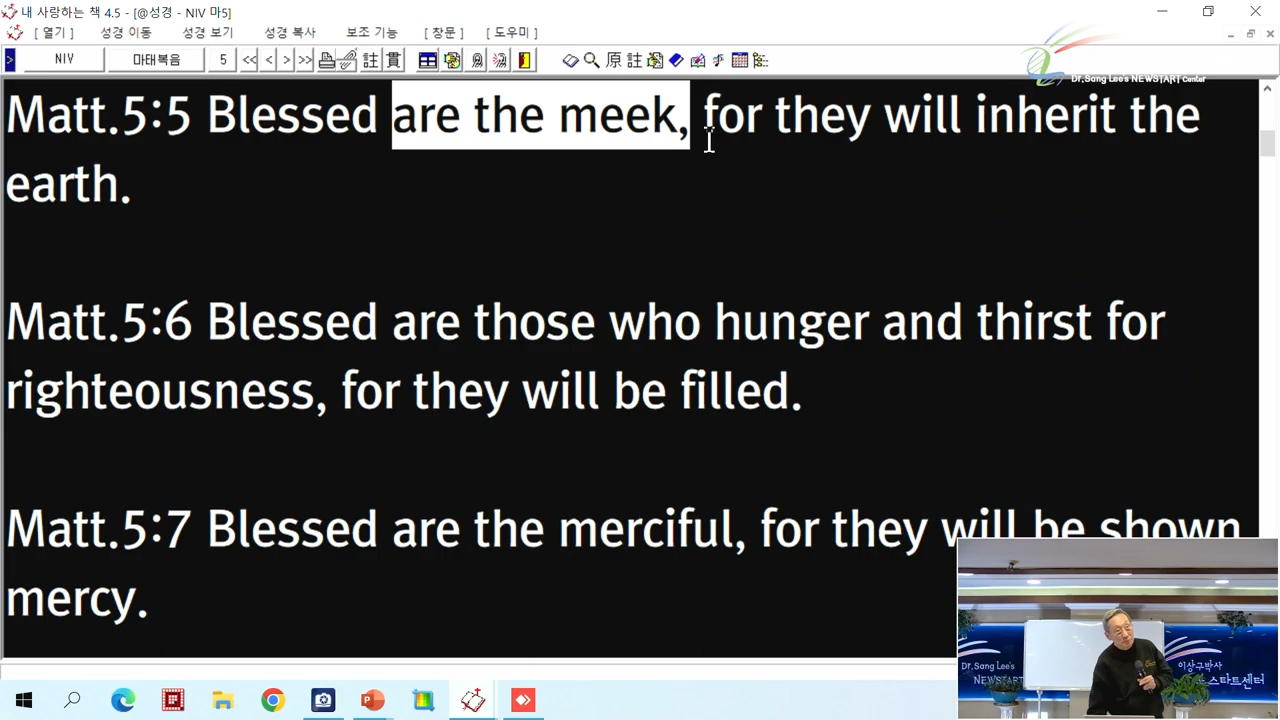 내 사랑하는 책 4.5 - [@성경 - NIV 마5]
[ 열기 ] 성경 이동 성경 보기 성경 복사 보조 기능 [ 창문 ] [ 도우미 ]
> NIV 마태복음 5 << < > >> 註 貫 原 註
Dr.Sang Lee's NEWSTART Center
Matt.5:5 Blessed are the meek, for they will inherit the
earth.
Matt.5:6 Blessed are those who hunger and thirst for
righteousness, for they will be filled.
Matt.5:7 Blessed are the merciful, for they will be shown
mercy.
Dr.Sang Lee's
NEWSTART
이상구박사
스타트센터